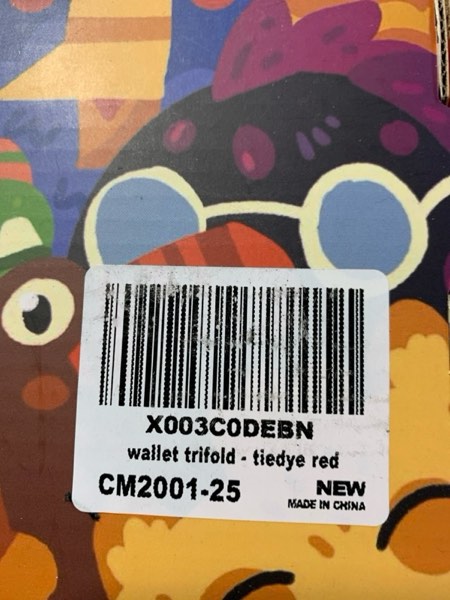 X003C0DEBN
wallet trifold - tiedye red
CM2001-25
NEW
MADE IN CHINA